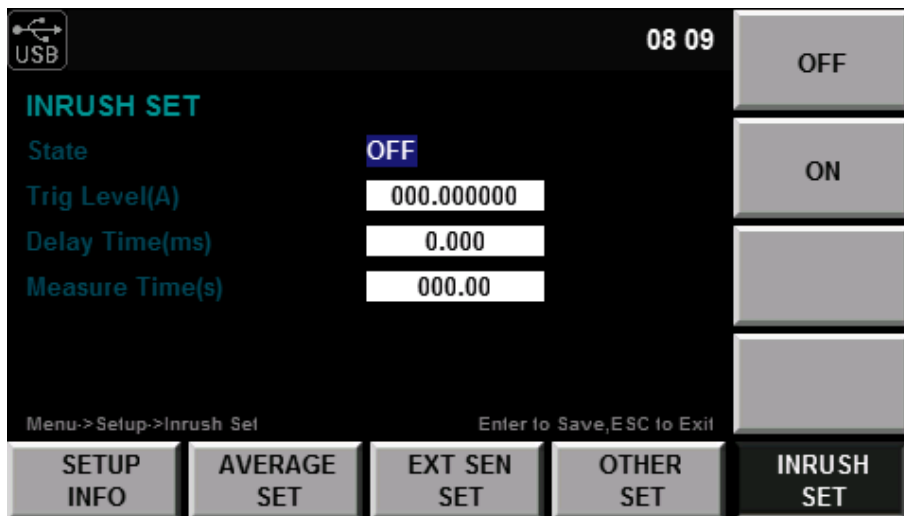 USB
08 09
OFF
INRUSH SET
State OFF
ON
Trig Level(A) 000.000000
Delay Time(ms) 0.000
Measure Time(s) 000.00
Menu->Setup->Inrush Set
Enter to Save,ESC to Exit
SETUP
INFO
AVERAGE
SET
EXT SEN
SET
OTHER
SET
INRUSH
SET